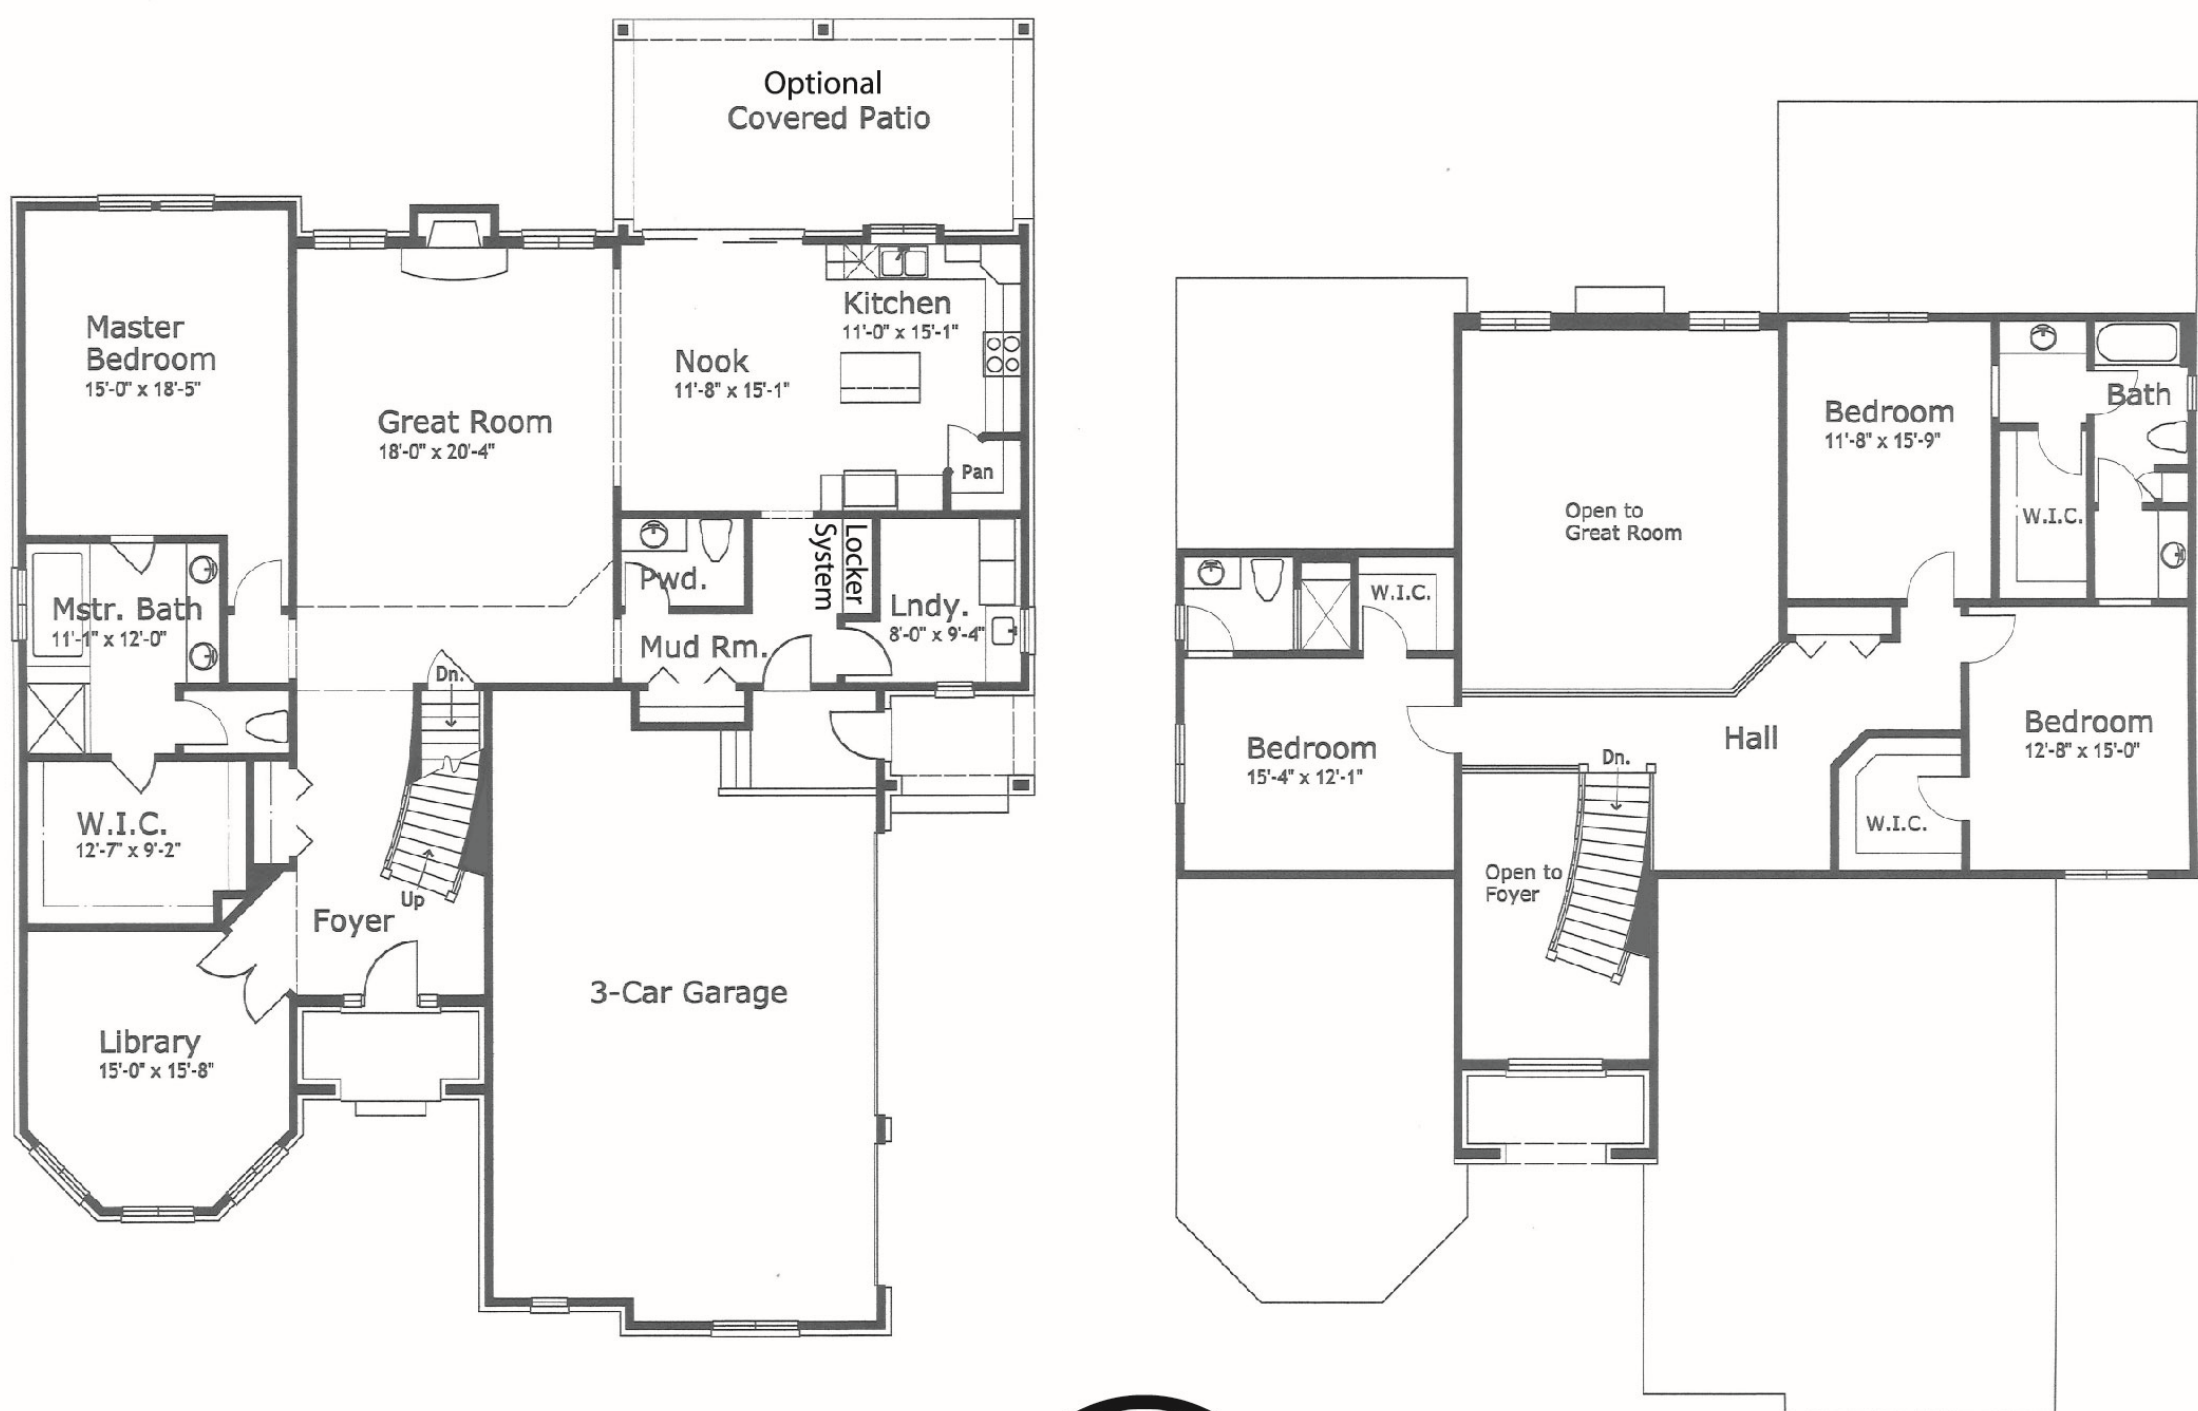 Optional
Covered Patio
Master
Bedroom
15'-0" x 18'-5"
Great Room
18'-0" x 20'-4"
Nook
11'-8" x 15'-1"
Kitchen
11'-0" x 15'-1"
Pan
Mstr. Bath
11'-1" x 12'-0"
Pwd.
Locker
System
Lndy.
8'-0" x 9'-4"
Mud Rm.
Dn.
W.I.C.
12'-7" x 9'-2"
Up
Foyer
3-Car Garage
Library
15'-0" x 15'-8"
Open to
Great Room
Bedroom
11'-8" x 15'-9"
Bath
W.I.C.
W.I.C.
Bedroom
15'-4" x 12'-1"
Hall
Dn.
Bedroom
12'-8" x 15'-0"
W.I.C.
Open to
Foyer